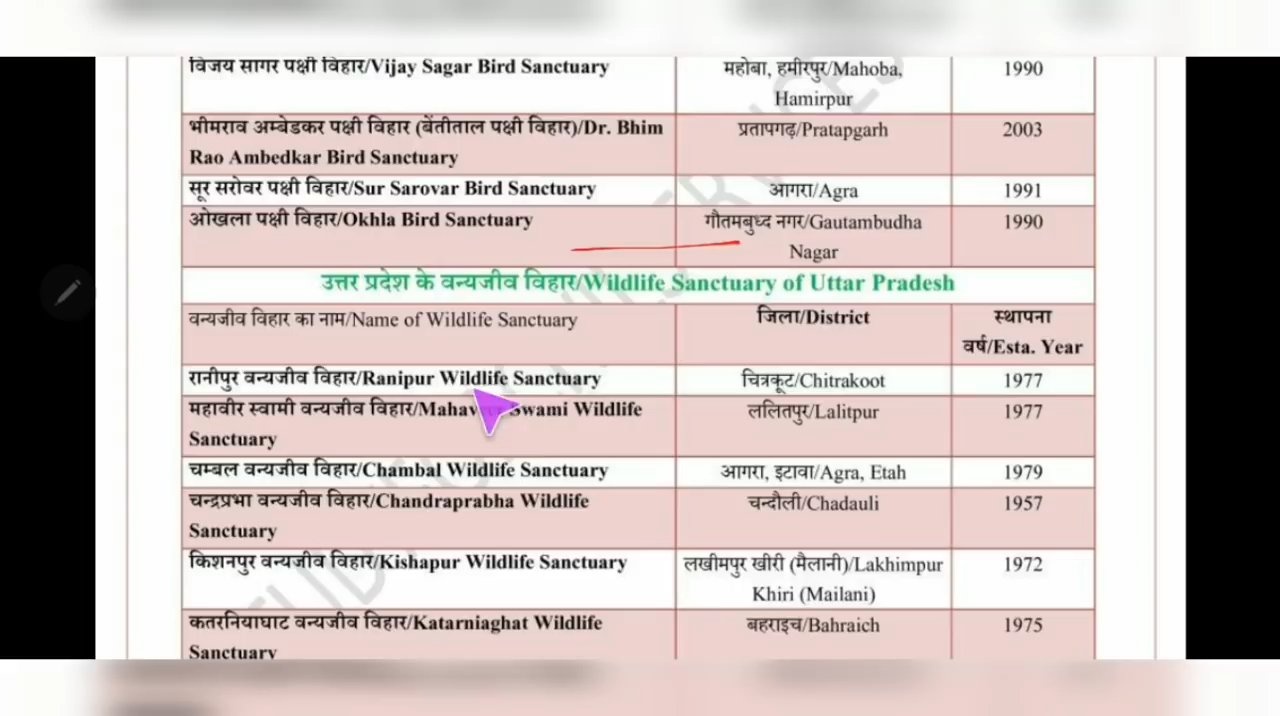 विजय सागर पक्षी विहार/Vijay Sagar Bird Sanctuary
महोबा, हमीरपुर/Mahoba,
Hamirpur
1990
भीमराव अम्बेडकर पक्षी विहार (बेंतीताल पक्षी विहार)/Dr. Bhim
Rao Ambedkar Bird Sanctuary
प्रतापगढ़/Pratapgarh
2003
सूर सरोवर पक्षी विहार/Sur Sarovar Bird Sanctuary
आगरा/Agra
1991
ओखला पक्षी विहार/Okhla Bird Sanctuary
गौतमबुध्द नगर/Gautambudha
Nagar
1990
उत्तर प्रदेश के वन्यजीव विहार/Wildlife Sanctuary of Uttar Pradesh
वन्यजीव विहार का नाम/Name of Wildlife Sanctuary
जिला/District
स्थापना
वर्ष/Esta. Year
रानीपुर वन्यजीव विहार/Ranipur Wildlife Sanctuary
चित्रकूट/Chitrakoot
1977
महावीर स्वामी वन्यजीव विहार/Mahaveer Swami Wildlife
Sanctuary
ललितपुर/Lalitpur
1977
चम्बल वन्यजीव विहार/Chambal Wildlife Sanctuary
आगरा, इटावा/Agra, Etah
1979
चन्द्रप्रभा वन्यजीव विहार/Chandraprabha Wildlife
Sanctuary
चन्दौली/Chadauli
1957
किशनपुर वन्यजीव विहार/Kishapur Wildlife Sanctuary
लखीमपुर खीरी (मैलानी)/Lakhimpur
Khiri (Mailani)
1972
कतरनियाघाट वन्यजीव विहार/Katarniaghat Wildlife
Sanctuary
बहराइच/Bahraich
1975